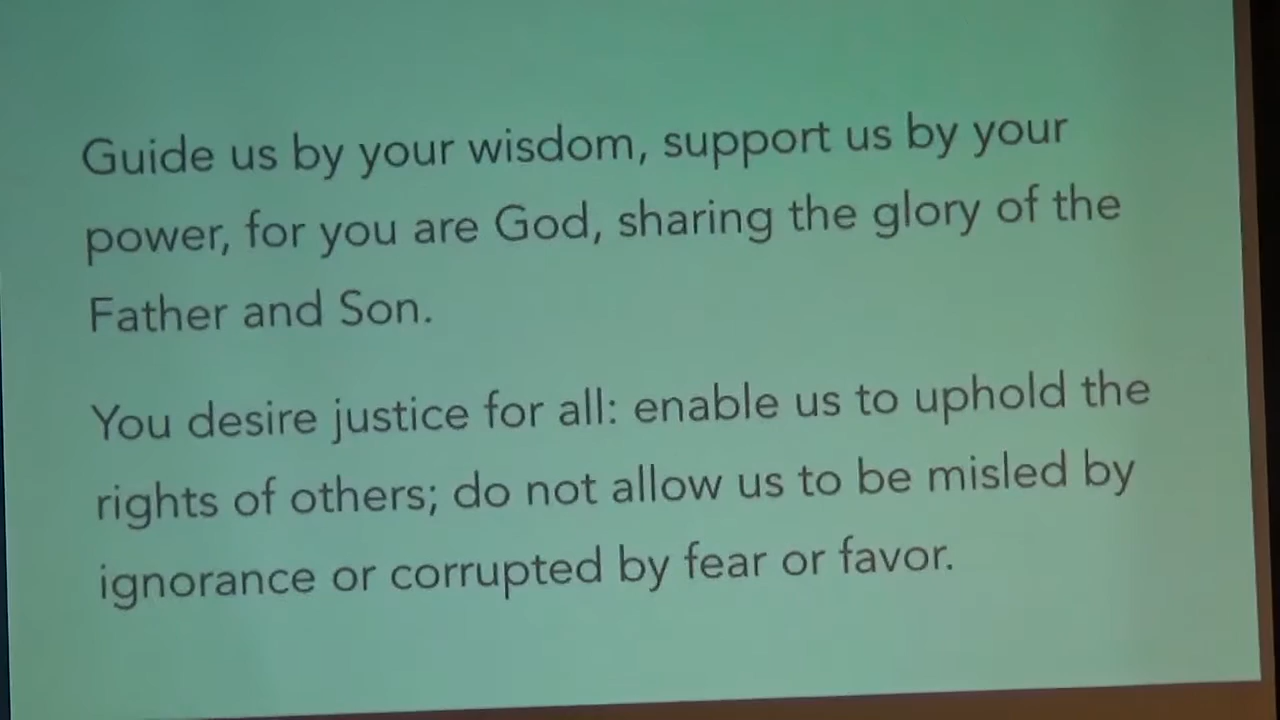 Guide us by your wisdom, support us by your
power, for you are God, sharing the glory of the
Father and Son.
You desire justice for all: enable us to uphold the
rights of others; do not allow us to be misled by
ignorance or corrupted by fear or favor.